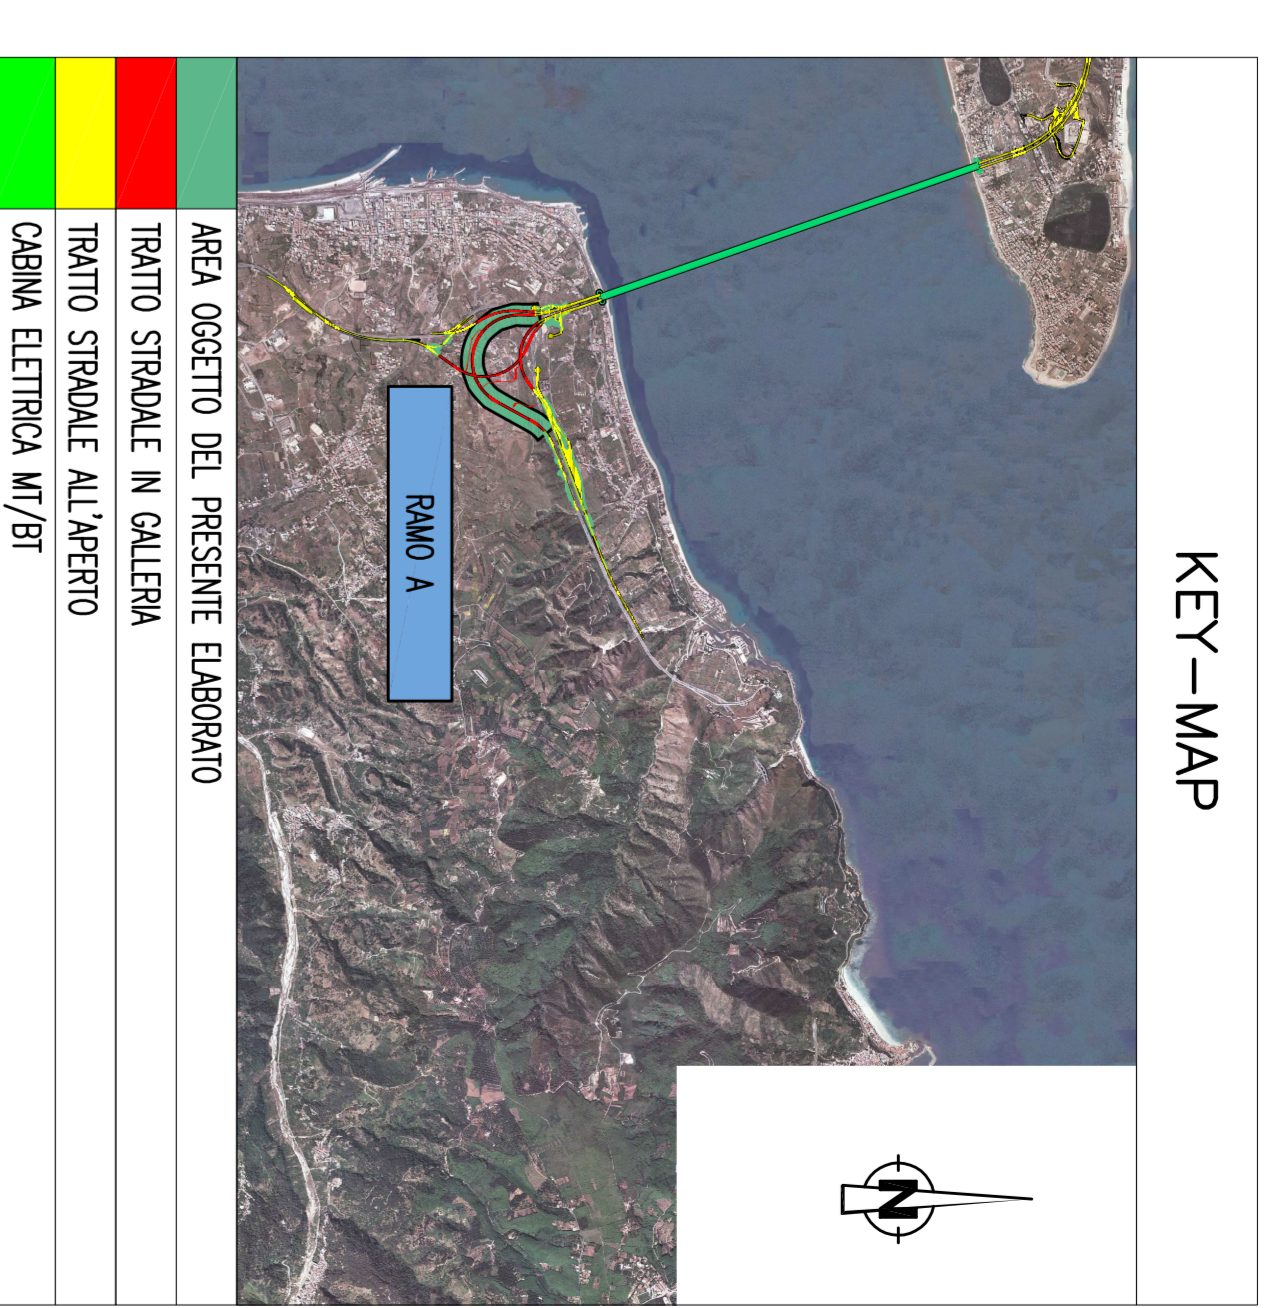 KEY-MAP
N
RAMO A
AREA OGGETTO DEL PRESENTE ELABORATO
TRATTO STRADALE IN GALLERIA
TRATTO STRADALE ALL'APERTO
CABINA ELETTRICA MT/BT